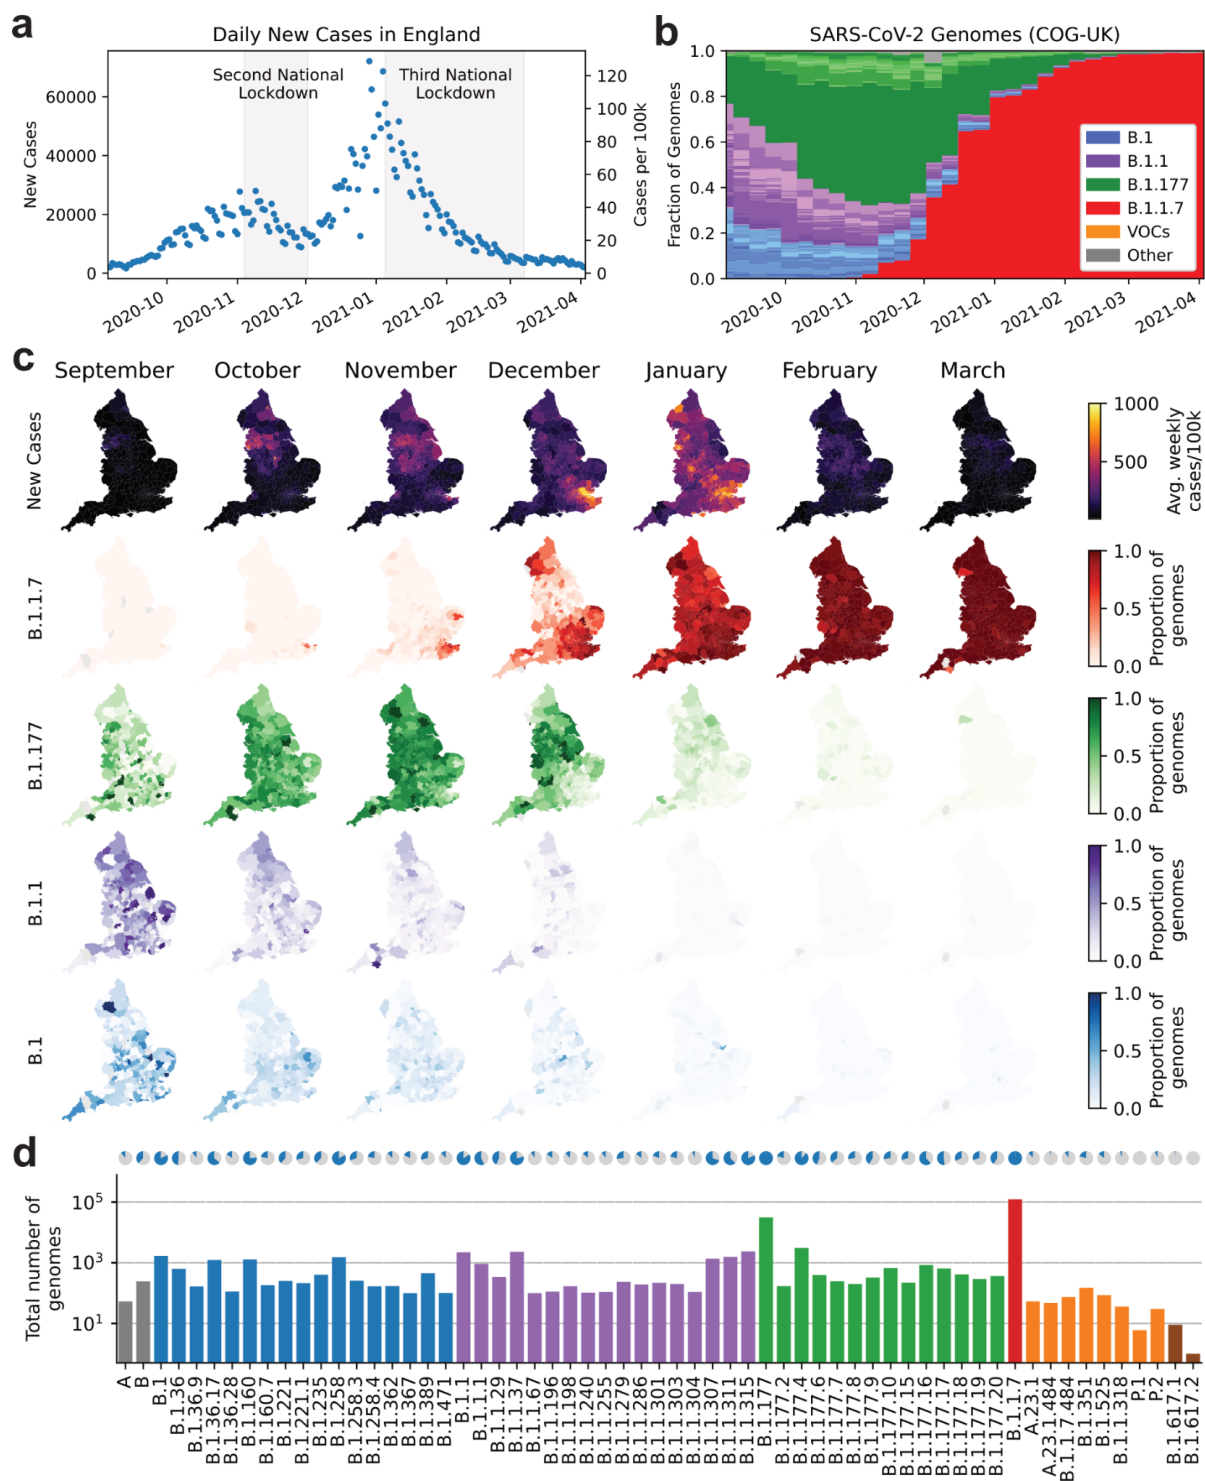 a
Daily New Cases in England
Second National
Lockdown
Third National
Lockdown
New Cases
60000
40000
20000
0
120
100
80
60
40
20
0
Cases per 100k
2020-10
2020-11
2020-12
2021-01
2021-02
2021-03
2021-04
b
SARS-CoV-2 Genomes (COG-UK)
Fraction of Genomes
1.0
0.8
0.6
0.4
0.2
0.0
B.1
B.1.1
B.1.177
B.1.1.7
VOCs
Other
2020-10
2020-11
2020-12
2021-01
2021-02
2021-03
2021-04
c
September
October
November
December
January
February
March
New Cases
1000
500
Avg. weekly
cases/100k
B.1.1.7
1.0
0.5
0.0
Proportion of
genomes
B.1.177
1.0
0.5
0.0
Proportion of
genomes
B.1.1
1.0
0.5
0.0
Proportion of
genomes
B.1
1.0
0.5
0.0
Proportion of
genomes
d
Total number of
genomes
10^5
10^3
10^1
A
B
B.1
B.1.36
B.1.36.9
B.1.36.17
B.1.36.28
B.1.160
B.1.160.7
B.1.221
B.1.221.1
B.1.235
B.1.258
B.1.258.3
B.1.258.4
B.1.362
B.1.367
B.1.389
B.1.471
B.1.1
B.1.1.1
B.1.1.29
B.1.1.37
B.1.1.67
B.1.1.196
B.1.1.198
B.1.1.240
B.1.1.255
B.1.1.279
B.1.1.286
B.1.1.301
B.1.1.303
B.1.1.304
B.1.1.307
B.1.1.311
B.1.1.315
B.1.177
B.1.177.2
B.1.177.4
B.1.177.6
B.1.177.7
B.1.177.8
B.1.177.9
B.1.177.10
B.1.177.15
B.1.177.16
B.1.177.17
B.1.177.18
B.1.177.19
B.1.177.20
B.1.1.7
A.23.1
A.23.1.484
B.1.1.7.484
B.1.351
B.1.525
B.1.1.318
P.1
P.2
B.1.617.1
B.1.617.2